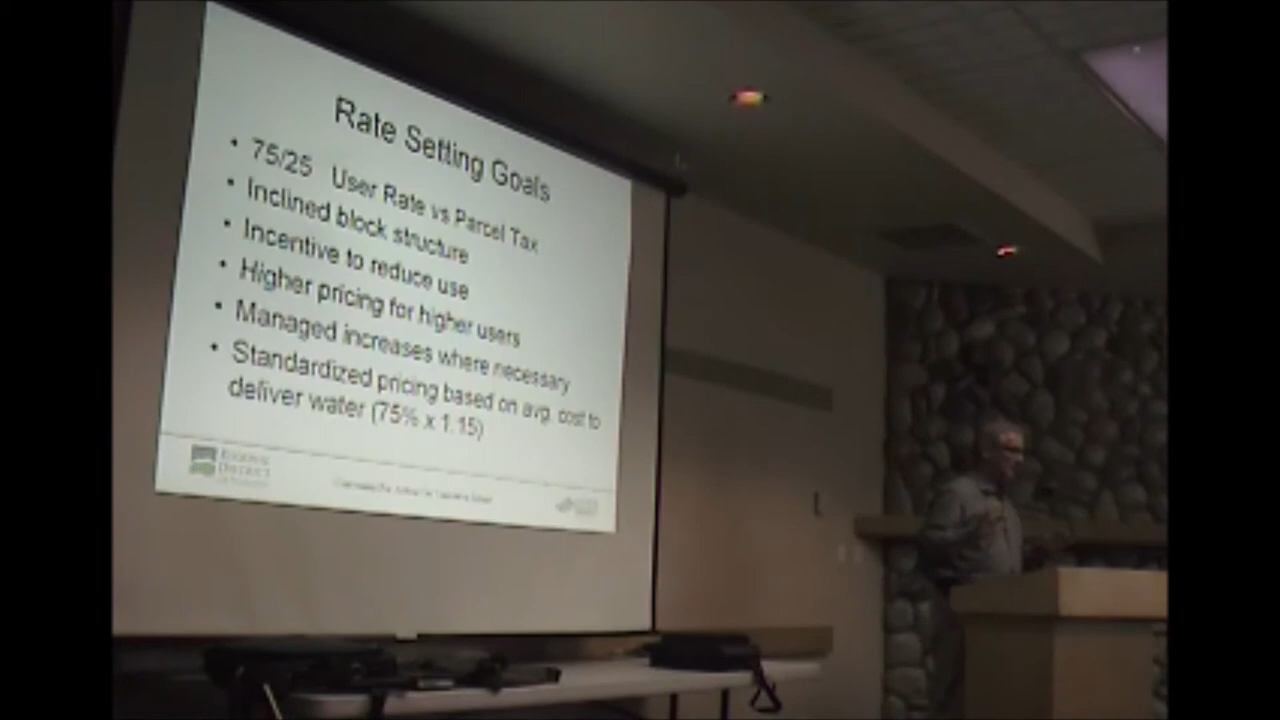 Rate Setting Goals
• 75/25 User Rate vs Parcel Tax
• Inclined block structure
• Incentive to reduce use
• Higher pricing for higher users
• Managed increases where necessary
• Standardized pricing based on avg. cost to
deliver water (75% x 1.15)
REGIONAL
DISTRICT